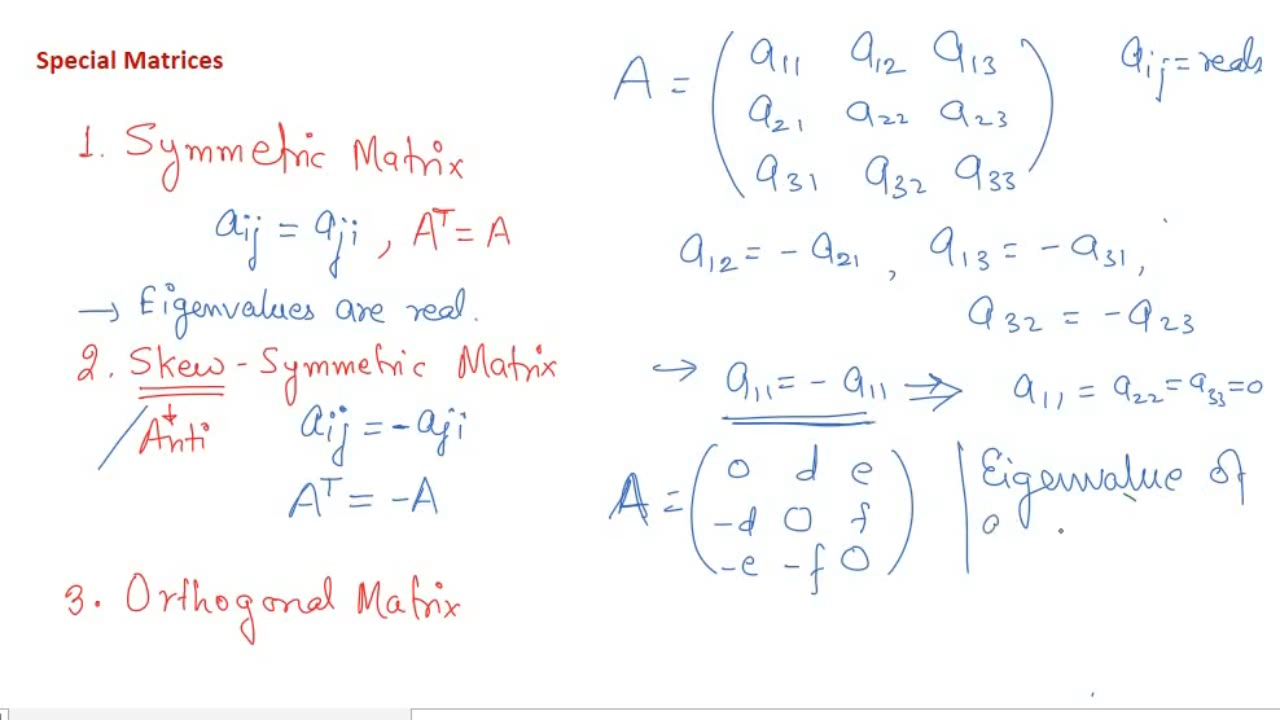 Special Matrices
1. Symmetric Matrix
aij = aji , Aᵀ = A
→ Eigenvalues are real.
2. Skew - Symmetric Matrix
Anti
aij = -aji
Aᵀ = -A
3. Orthogonal Matrix
A = ( a11 a12 a13
a21 a22 a23
a31 a32 a33 )
aij = reals
a12 = - a21 , a13 = - a31 ,
a32 = - a23
→ a11 = - a11 ⇒ a11 = a22 = a33 = 0
A = ( 0 d e
-d 0 f
-e -f 0 )
Eigenvalue of